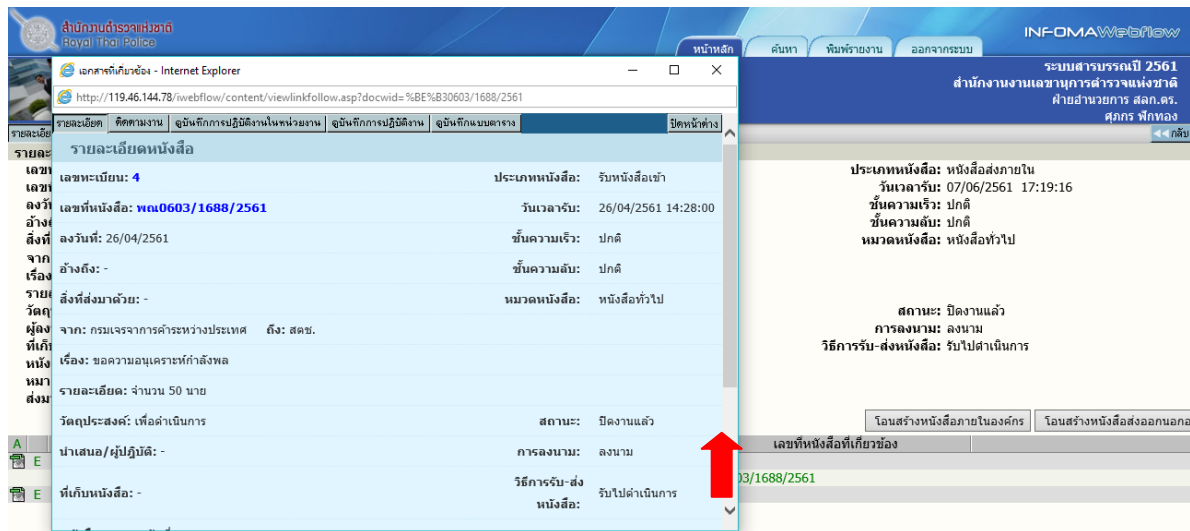 สำนักงานตำรวจแห่งชาติ
Royal Thai Police
INFOMAWebflow
หน้าหลัก ค้นหา พิมพ์รายงาน ออกจากระบบ
ระบบสารบรรณปี 2561
สำนักงานงานเลขานุการตำรวจแห่งชาติ
ฝ่ายอำนวยการ สลก.ตร.
ศุภกร ฟักทอง
<< กลับ
เอกสารที่เกี่ยวข้อง - Internet Explorer
http://119.46.144.78/iwebflow/content/viewlinkfollow.asp?docwid=%BE%B30603/1688/2561
รายละเอียด ติดตามงาน ดูบันทึกการปฏิบัติงานในหน่วยงาน ดูบันทึกการปฏิบัติงาน ดูบันทึกแบบตาราง ปิดหน้าต่าง
รายละเอียดหนังสือ
เลขทะเบียน: 4 ประเภทหนังสือ: รับหนังสือเข้า
เลขที่หนังสือ: พณ0603/1688/2561 วันเวลารับ: 26/04/2561 14:28:00
ลงวันที่: 26/04/2561 ชั้นความเร็ว: ปกติ
อ้างถึง: - ชั้นความลับ: ปกติ
สิ่งที่ส่งมาด้วย: - หมวดหนังสือ: หนังสือทั่วไป
จาก: กรมเจรจาการค้าระหว่างประเทศ ถึง: สตช.
เรื่อง: ขอความอนุเคราะห์กำลังพล
รายละเอียด: จำนวน 50 นาย
วัตถุประสงค์: เพื่อดำเนินการ สถานะ: ปิดงานแล้ว
นำเสนอ/ผู้ปฏิบัติ: - การลงนาม: ลงนาม
ที่เก็บหนังสือ: - วิธีการรับ-ส่งหนังสือ: รับไปดำเนินการ
ประเภทหนังสือ: หนังสือส่งภายใน
วันเวลารับ: 07/06/2561 17:19:16
ชั้นความเร็ว: ปกติ
ชั้นความลับ: ปกติ
หมวดหนังสือ: หนังสือทั่วไป
สถานะ: ปิดงานแล้ว
การลงนาม: ลงนาม
วิธีการรับ-ส่งหนังสือ: รับไปดำเนินการ
โอนสร้างหนังสือภายในองค์กร โอนสร้างหนังสือส่งออกนอกอ
A เลขที่หนังสือที่เกี่ยวข้อง
E
03/1688/2561
E